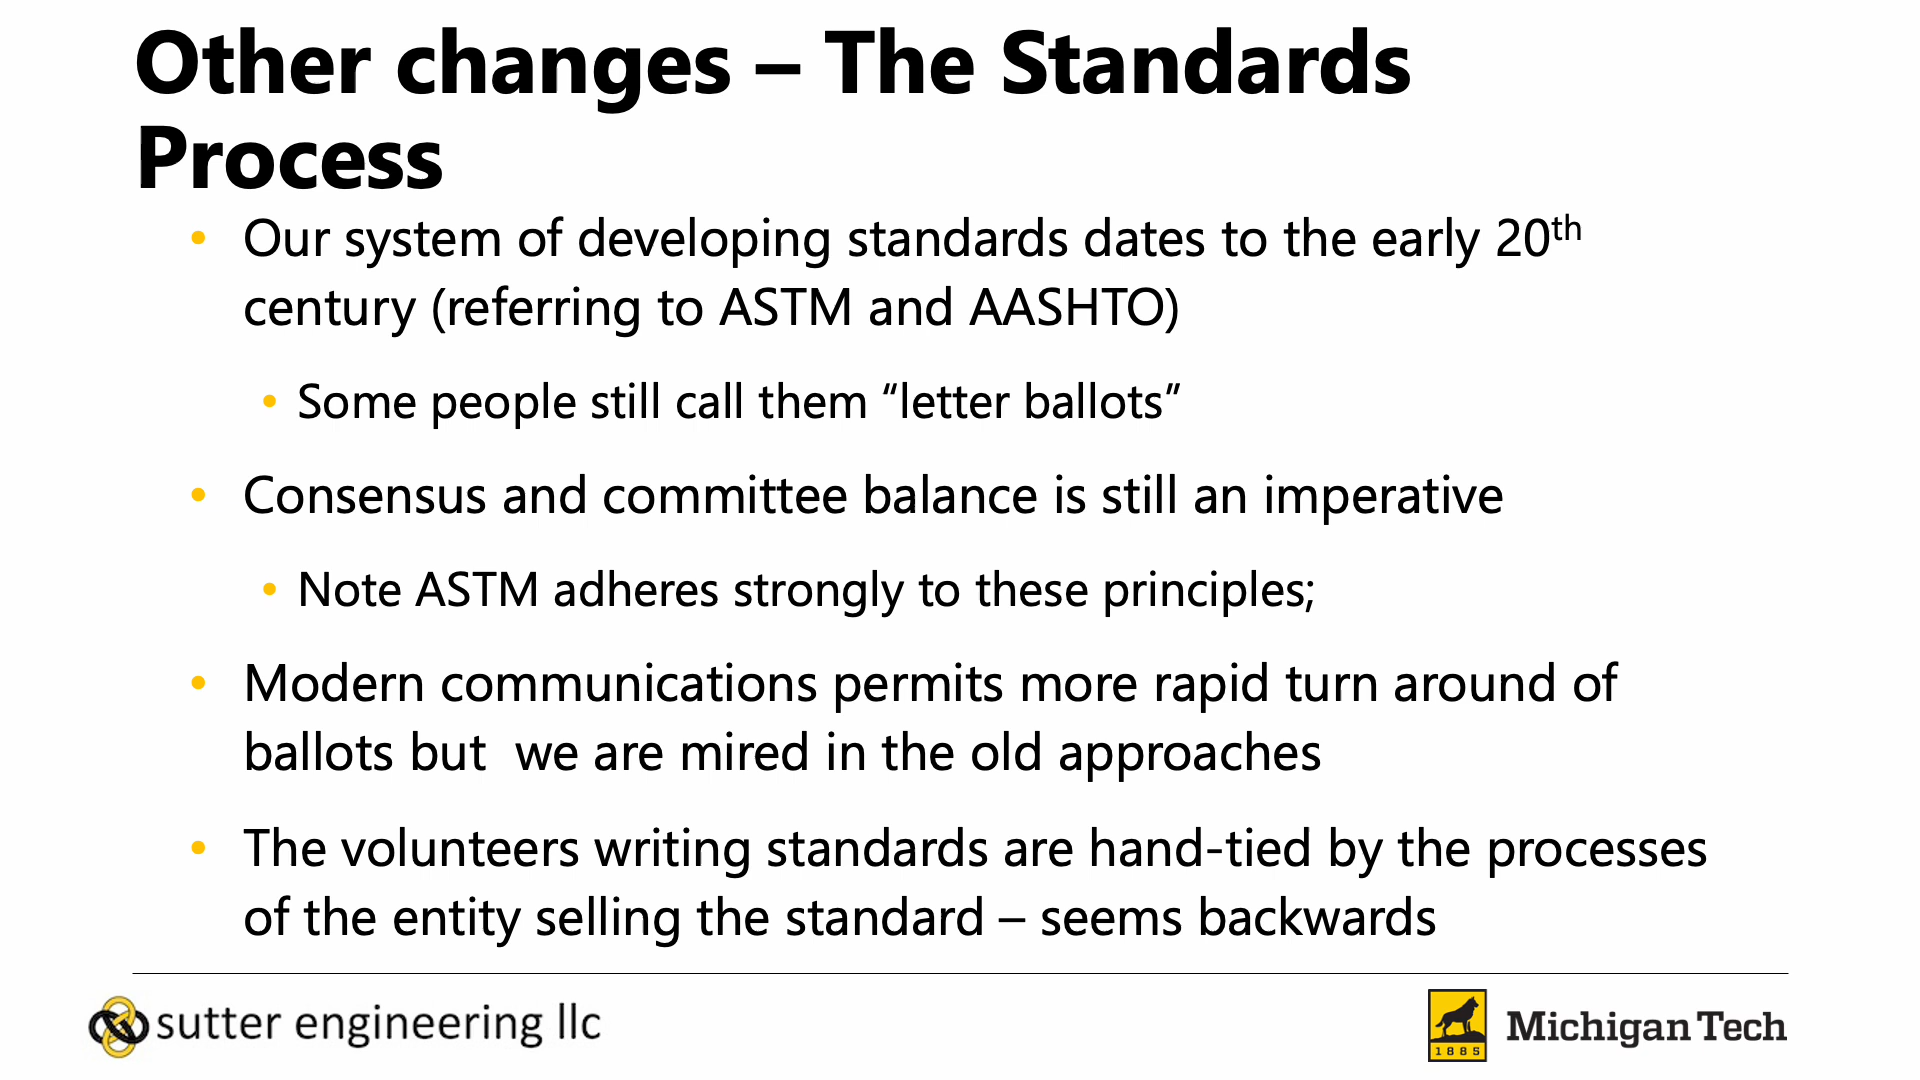 Other changes – The Standards
Process
• Our system of developing standards dates to the early 20th
century (referring to ASTM and AASHTO)
• Some people still call them “letter ballots”
• Consensus and committee balance is still an imperative
• Note ASTM adheres strongly to these principles;
• Modern communications permits more rapid turn around of
ballots but  we are mired in the old approaches
• The volunteers writing standards are hand-tied by the processes
of the entity selling the standard – seems backwards
sutter engineering llc
Michigan Tech
1885